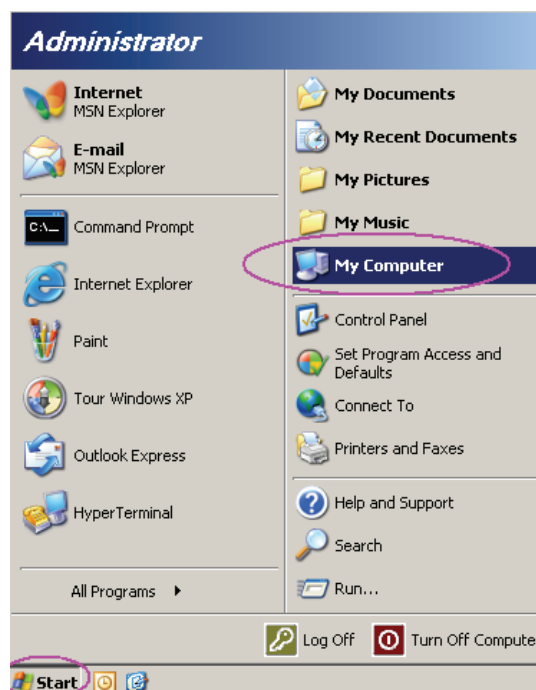 Administrator
Internet
MSN Explorer
E-mail
MSN Explorer
Command Prompt
Internet Explorer
Paint
Tour Windows XP
Outlook Express
HyperTerminal
All Programs
My Documents
My Recent Documents
My Pictures
My Music
My Computer
Control Panel
Set Program Access and
Defaults
Connect To
Printers and Faxes
Help and Support
Search
Run...
Log Off
Turn Off Compute
Start